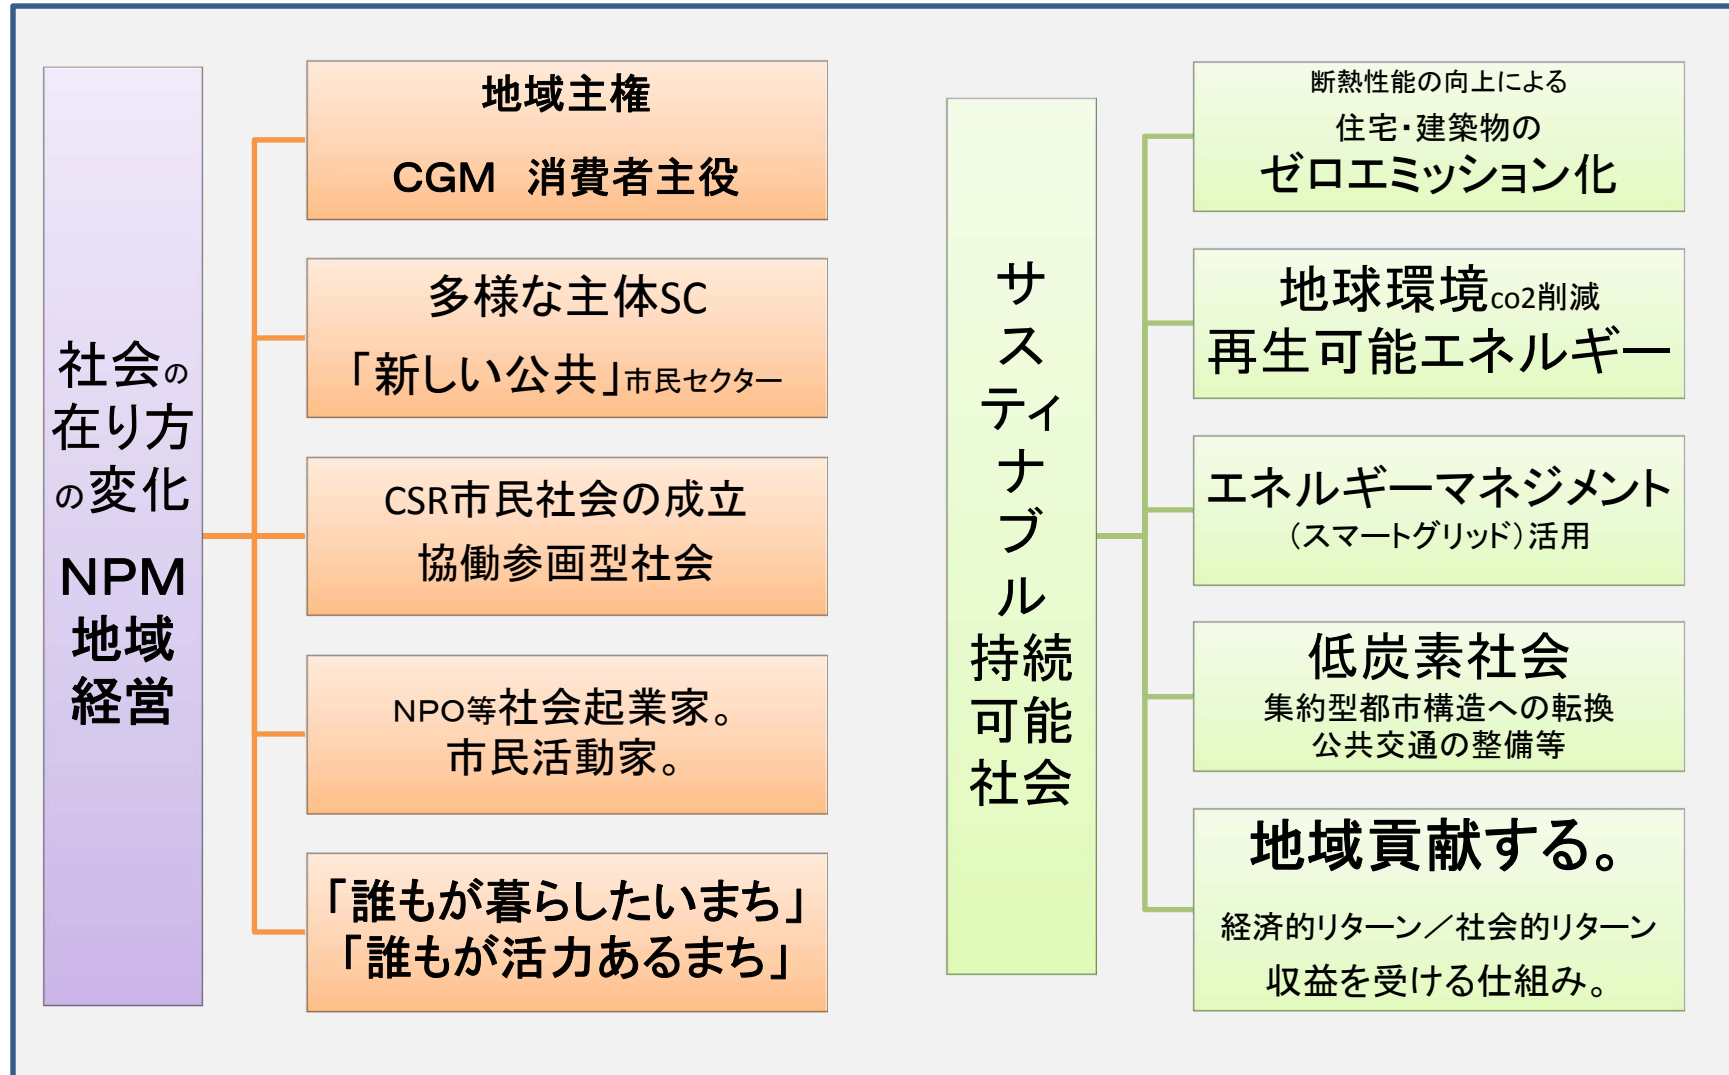 社会の
在り方
の変化
NPM
地域
経営
地域主権
CGM　消費者主役
多様な主体SC
「新しい公共」市民セクター
CSR市民社会の成立
協働参画型社会
NPO等社会起業家。
市民活動家。
「誰もが暮らしたいまち」
「誰もが活力あるまち」
サ
ス
ティ
ナ
ブ
ル
持続
可能
社会
断熱性能の向上による
住宅・建築物の
ゼロエミッション化
地球環境co2削減
再生可能エネルギー
エネルギーマネジメント
（スマートグリッド）活用
低炭素社会
集約型都市構造への転換
公共交通の整備等
地域貢献する。
経済的リターン／社会的リターン
収益を受ける仕組み。